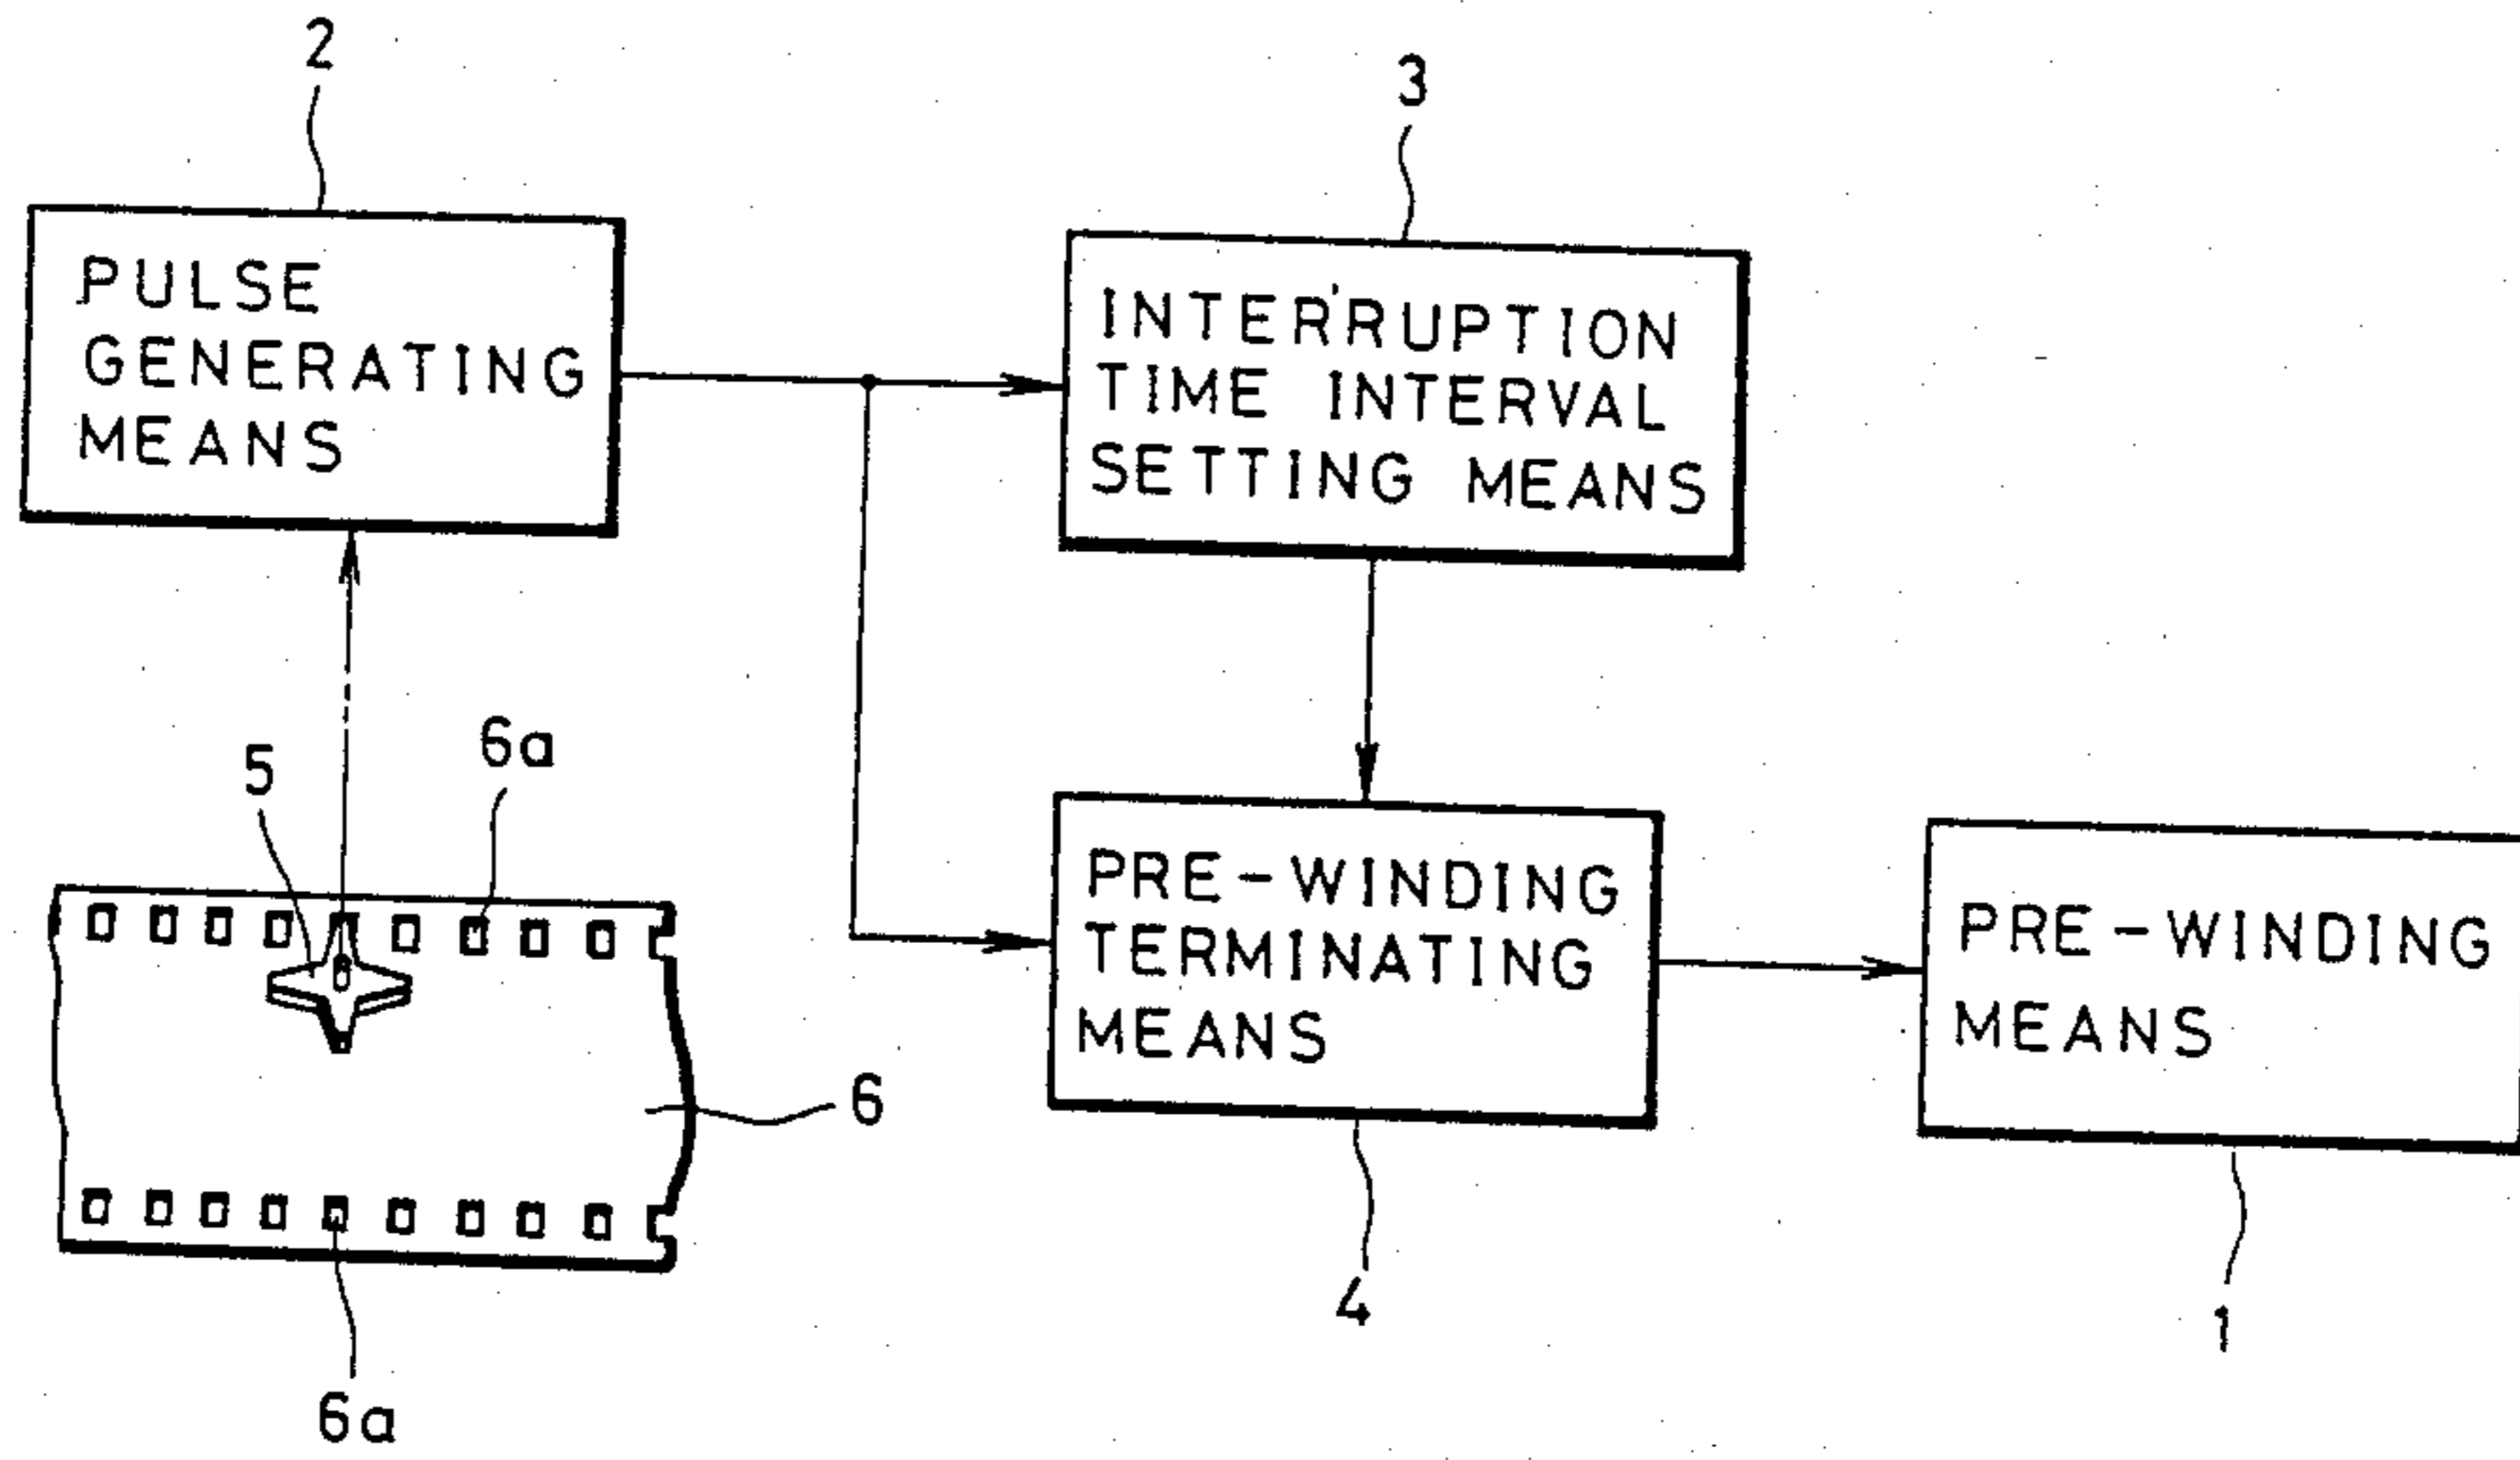 2
3
PULSE
GENERATING
MEANS
INTERRUPTION
TIME INTERVAL
SETTING MEANS
5
6a
PRE-WINDING
TERMINATING
MEANS
PRE-WINDING
MEANS
6
4
1
6a